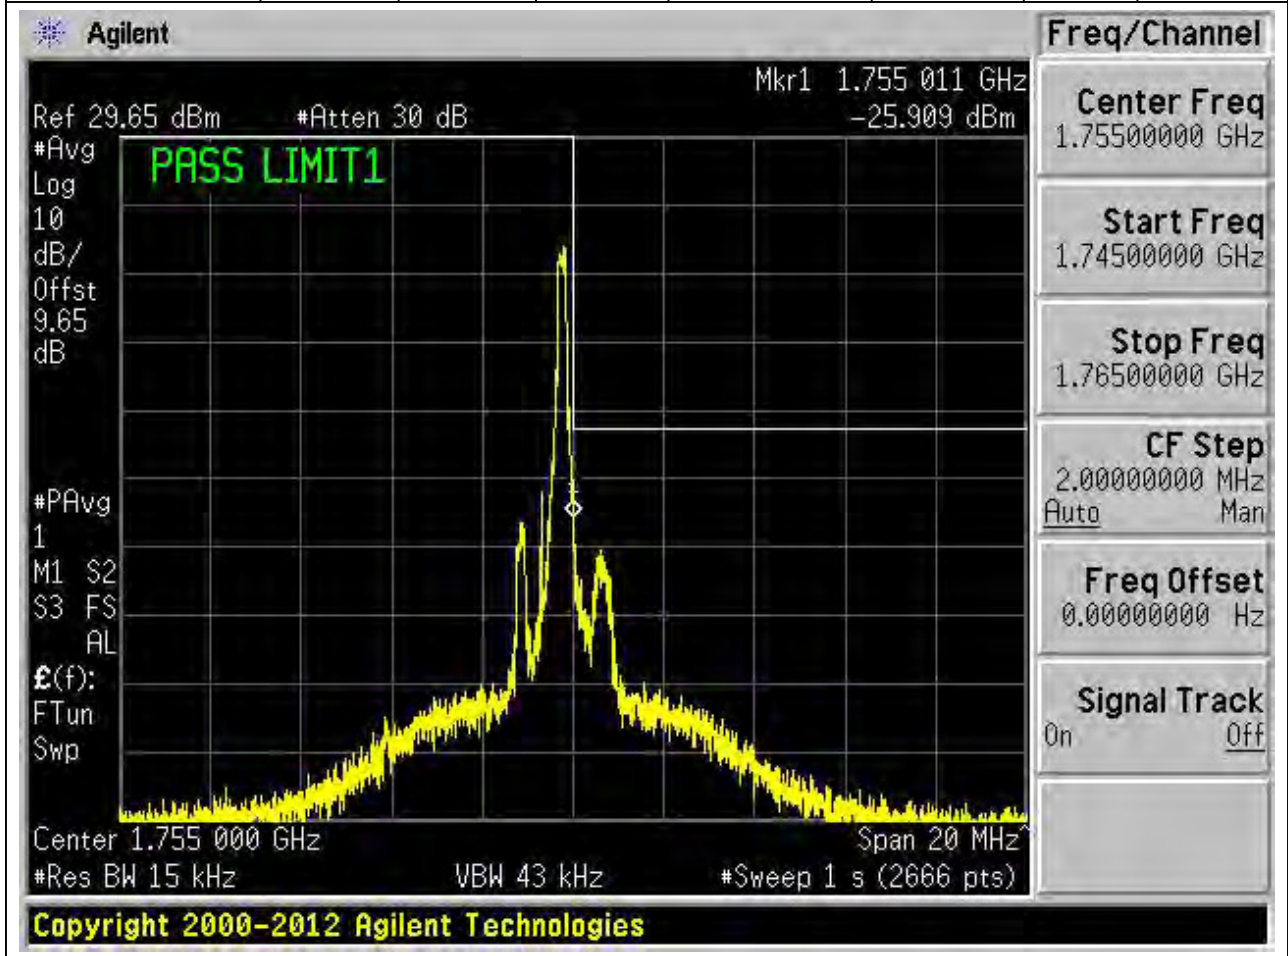 Agilent
Freq/Channel
Mkr1 1.755 011 GHz
Ref 29.65 dBm #Atten 30 dB -25.909 dBm
#Avg
Log
10
dB/
Offst
9.65
dB
PASS LIMIT1
1
#PAvg
1
M1 S2
S3 FS
AL
£(f):
FTun
Swp
Center 1.755 000 GHz Span 20 MHz^
#Res BW 15 kHz VBW 43 kHz #Sweep 1 s (2666 pts)
Center Freq
1.75500000 GHz
Start Freq
1.74500000 GHz
Stop Freq
1.76500000 GHz
CF Step
2.00000000 MHz
Auto Man
Freq Offset
0.00000000 Hz
Signal Track
On Off
Copyright 2000-2012 Agilent Technologies